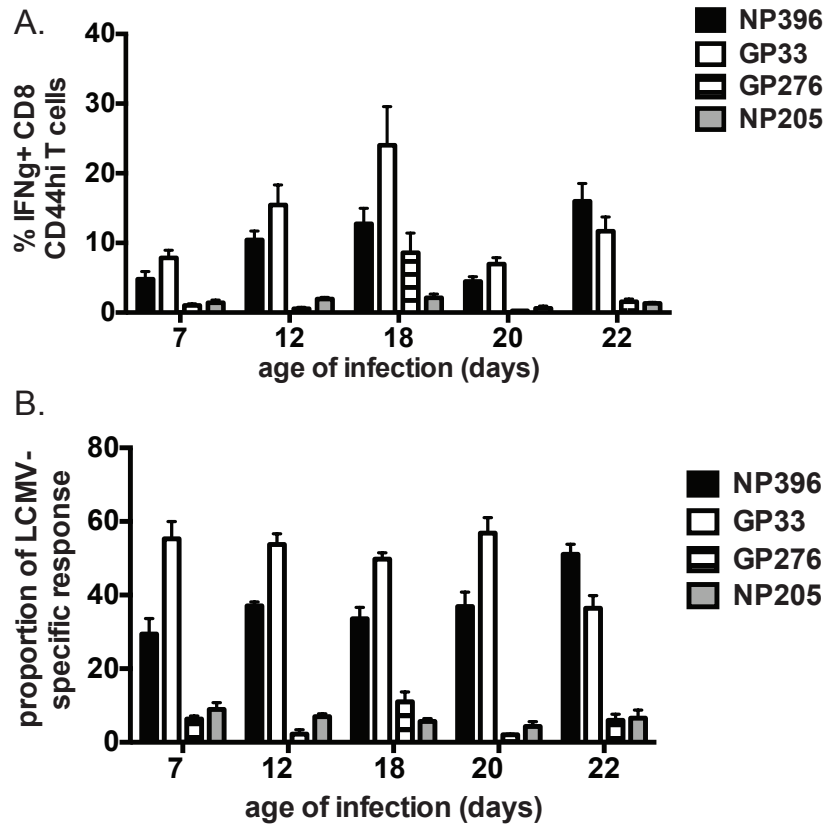 A.
% IFNg+ CD8
CD44hi T cells
40
30
20
10
0
7 12 18 20 22
age of infection (days)
NP396
GP33
GP276
NP205
B.
proportion of LCMV-
specific response
80
60
40
20
0
7 12 18 20 22
age of infection (days)
NP396
GP33
GP276
NP205